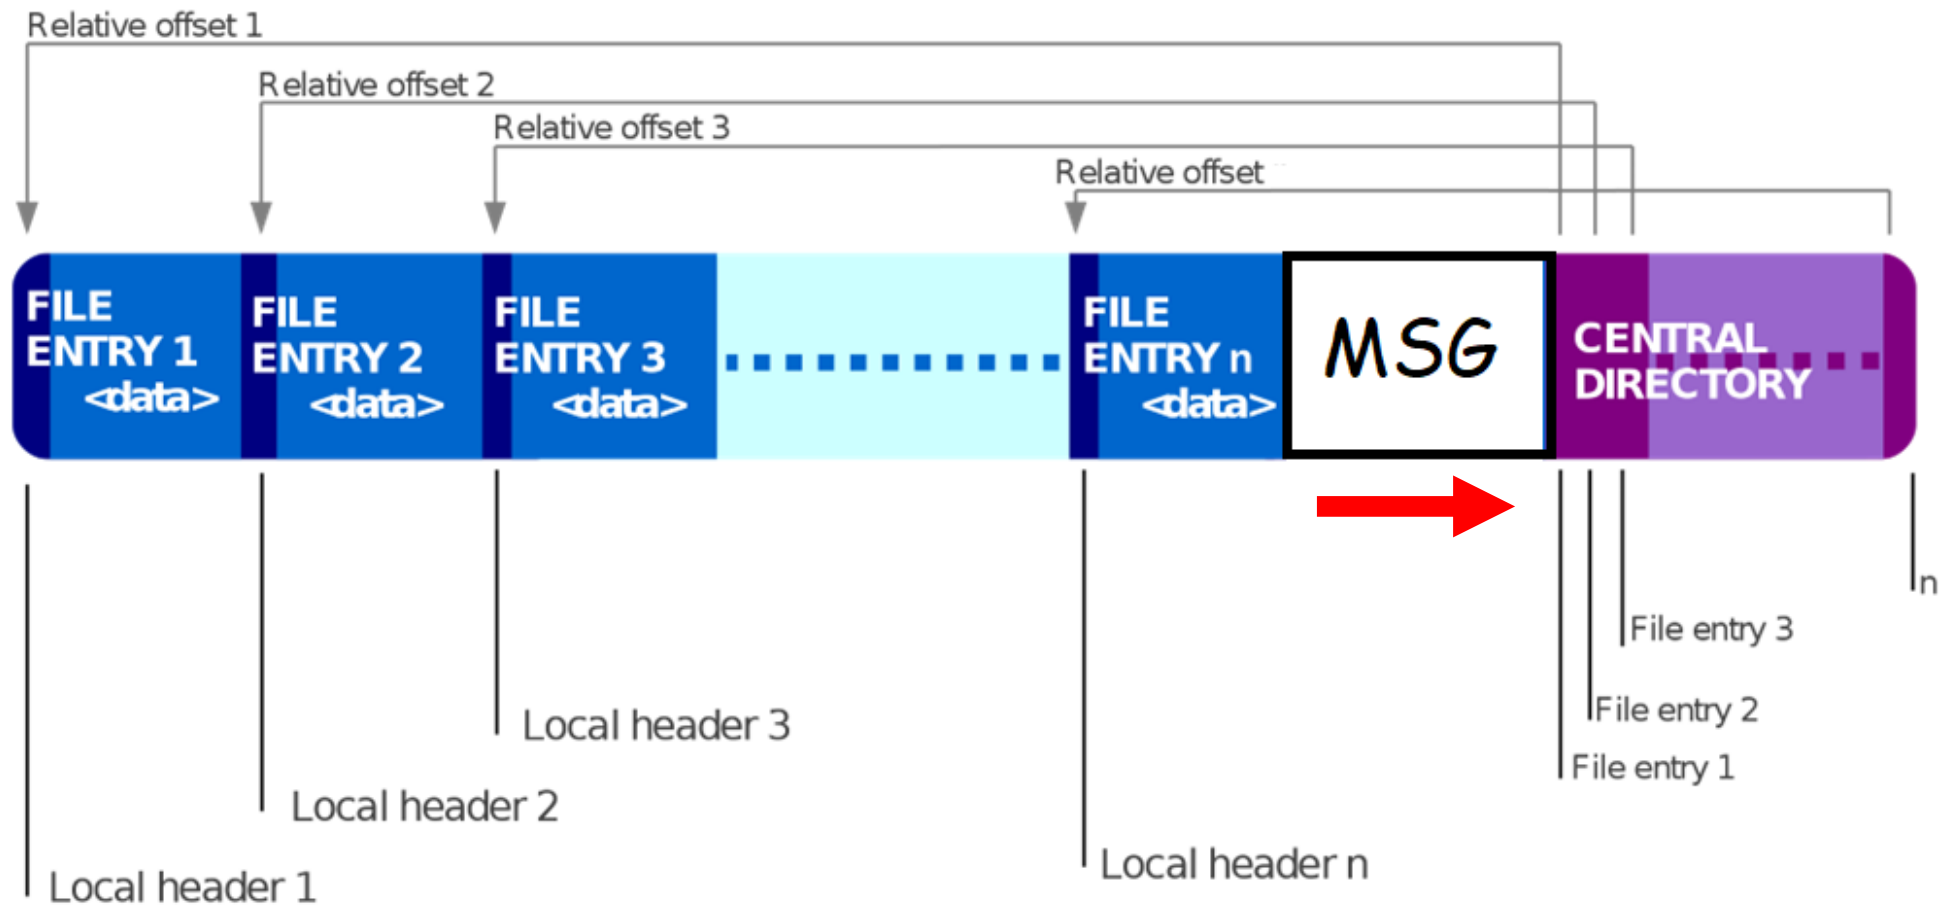 Relative offset 1
Relative offset 2
Relative offset 3
Relative offset
FILE
ENTRY 1
<data>
FILE
ENTRY 2
<data>
FILE
ENTRY 3
<data>
FILE
ENTRY n
<data>
MSG
CENTRAL
DIRECTORY
n
File entry 3
File entry 2
File entry 1
Local header 3
Local header 2
Local header n
Local header 1